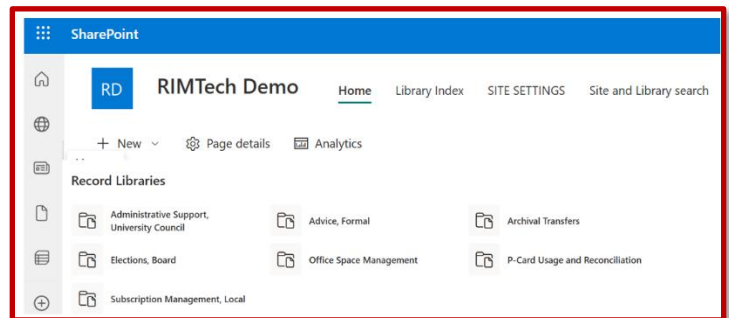 SharePoint
RD
RIMTech Demo
Home
Library Index
SITE SETTINGS
Site and Library search
+ New
Page details
Analytics
Record Libraries
Administrative Support,
University Council
Advice, Formal
Archival Transfers
Elections, Board
Office Space Management
P-Card Usage and Reconciliation
Subscription Management, Local